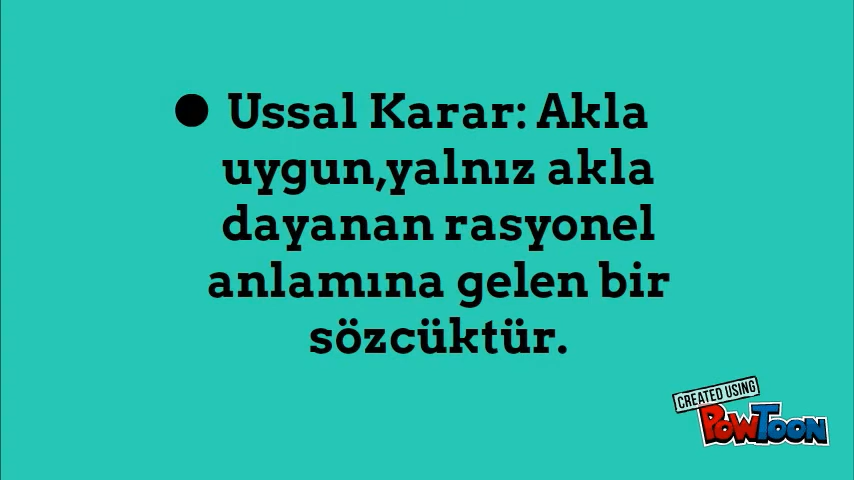 ● Ussal Karar: Akla
uygun,yalnız akla
dayanan rasyonel
anlamına gelen bir
sözcüktür.
CREATED USING
POWTOON